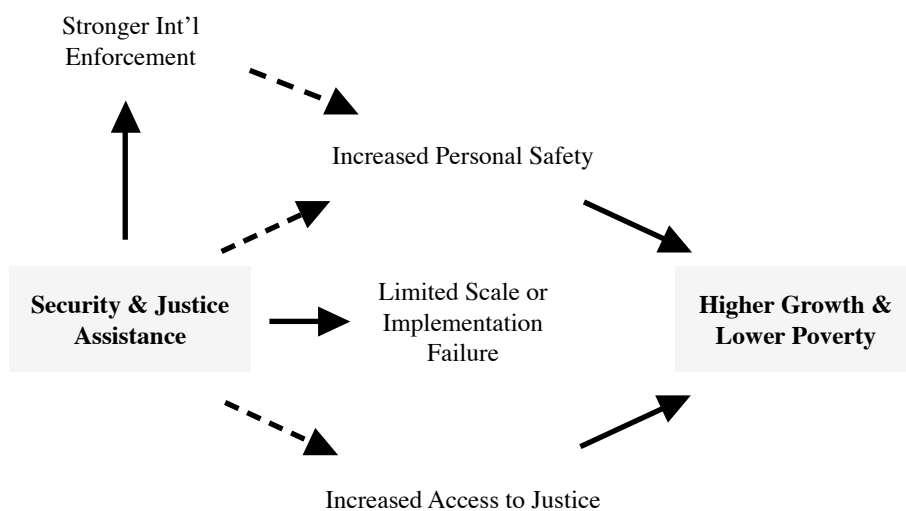 Stronger Int'l
Enforcement
Increased Personal Safety
Security & Justice
Assistance
Limited Scale or
Implementation
Failure
Higher Growth &
Lower Poverty
Increased Access to Justice